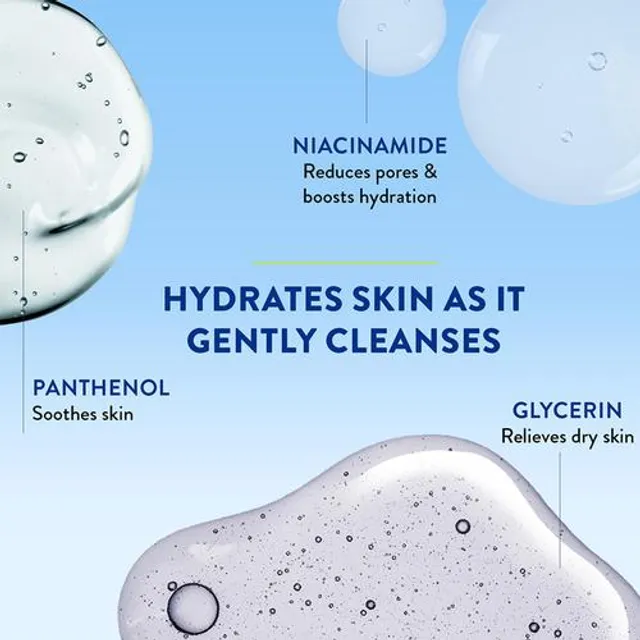 NIACINAMIDE
Reduces pores &
boosts hydration
HYDRATES SKIN AS IT
GENTLY CLEANSES
PANTHENOL
Soothes skin
GLYCERIN
Relieves dry skin